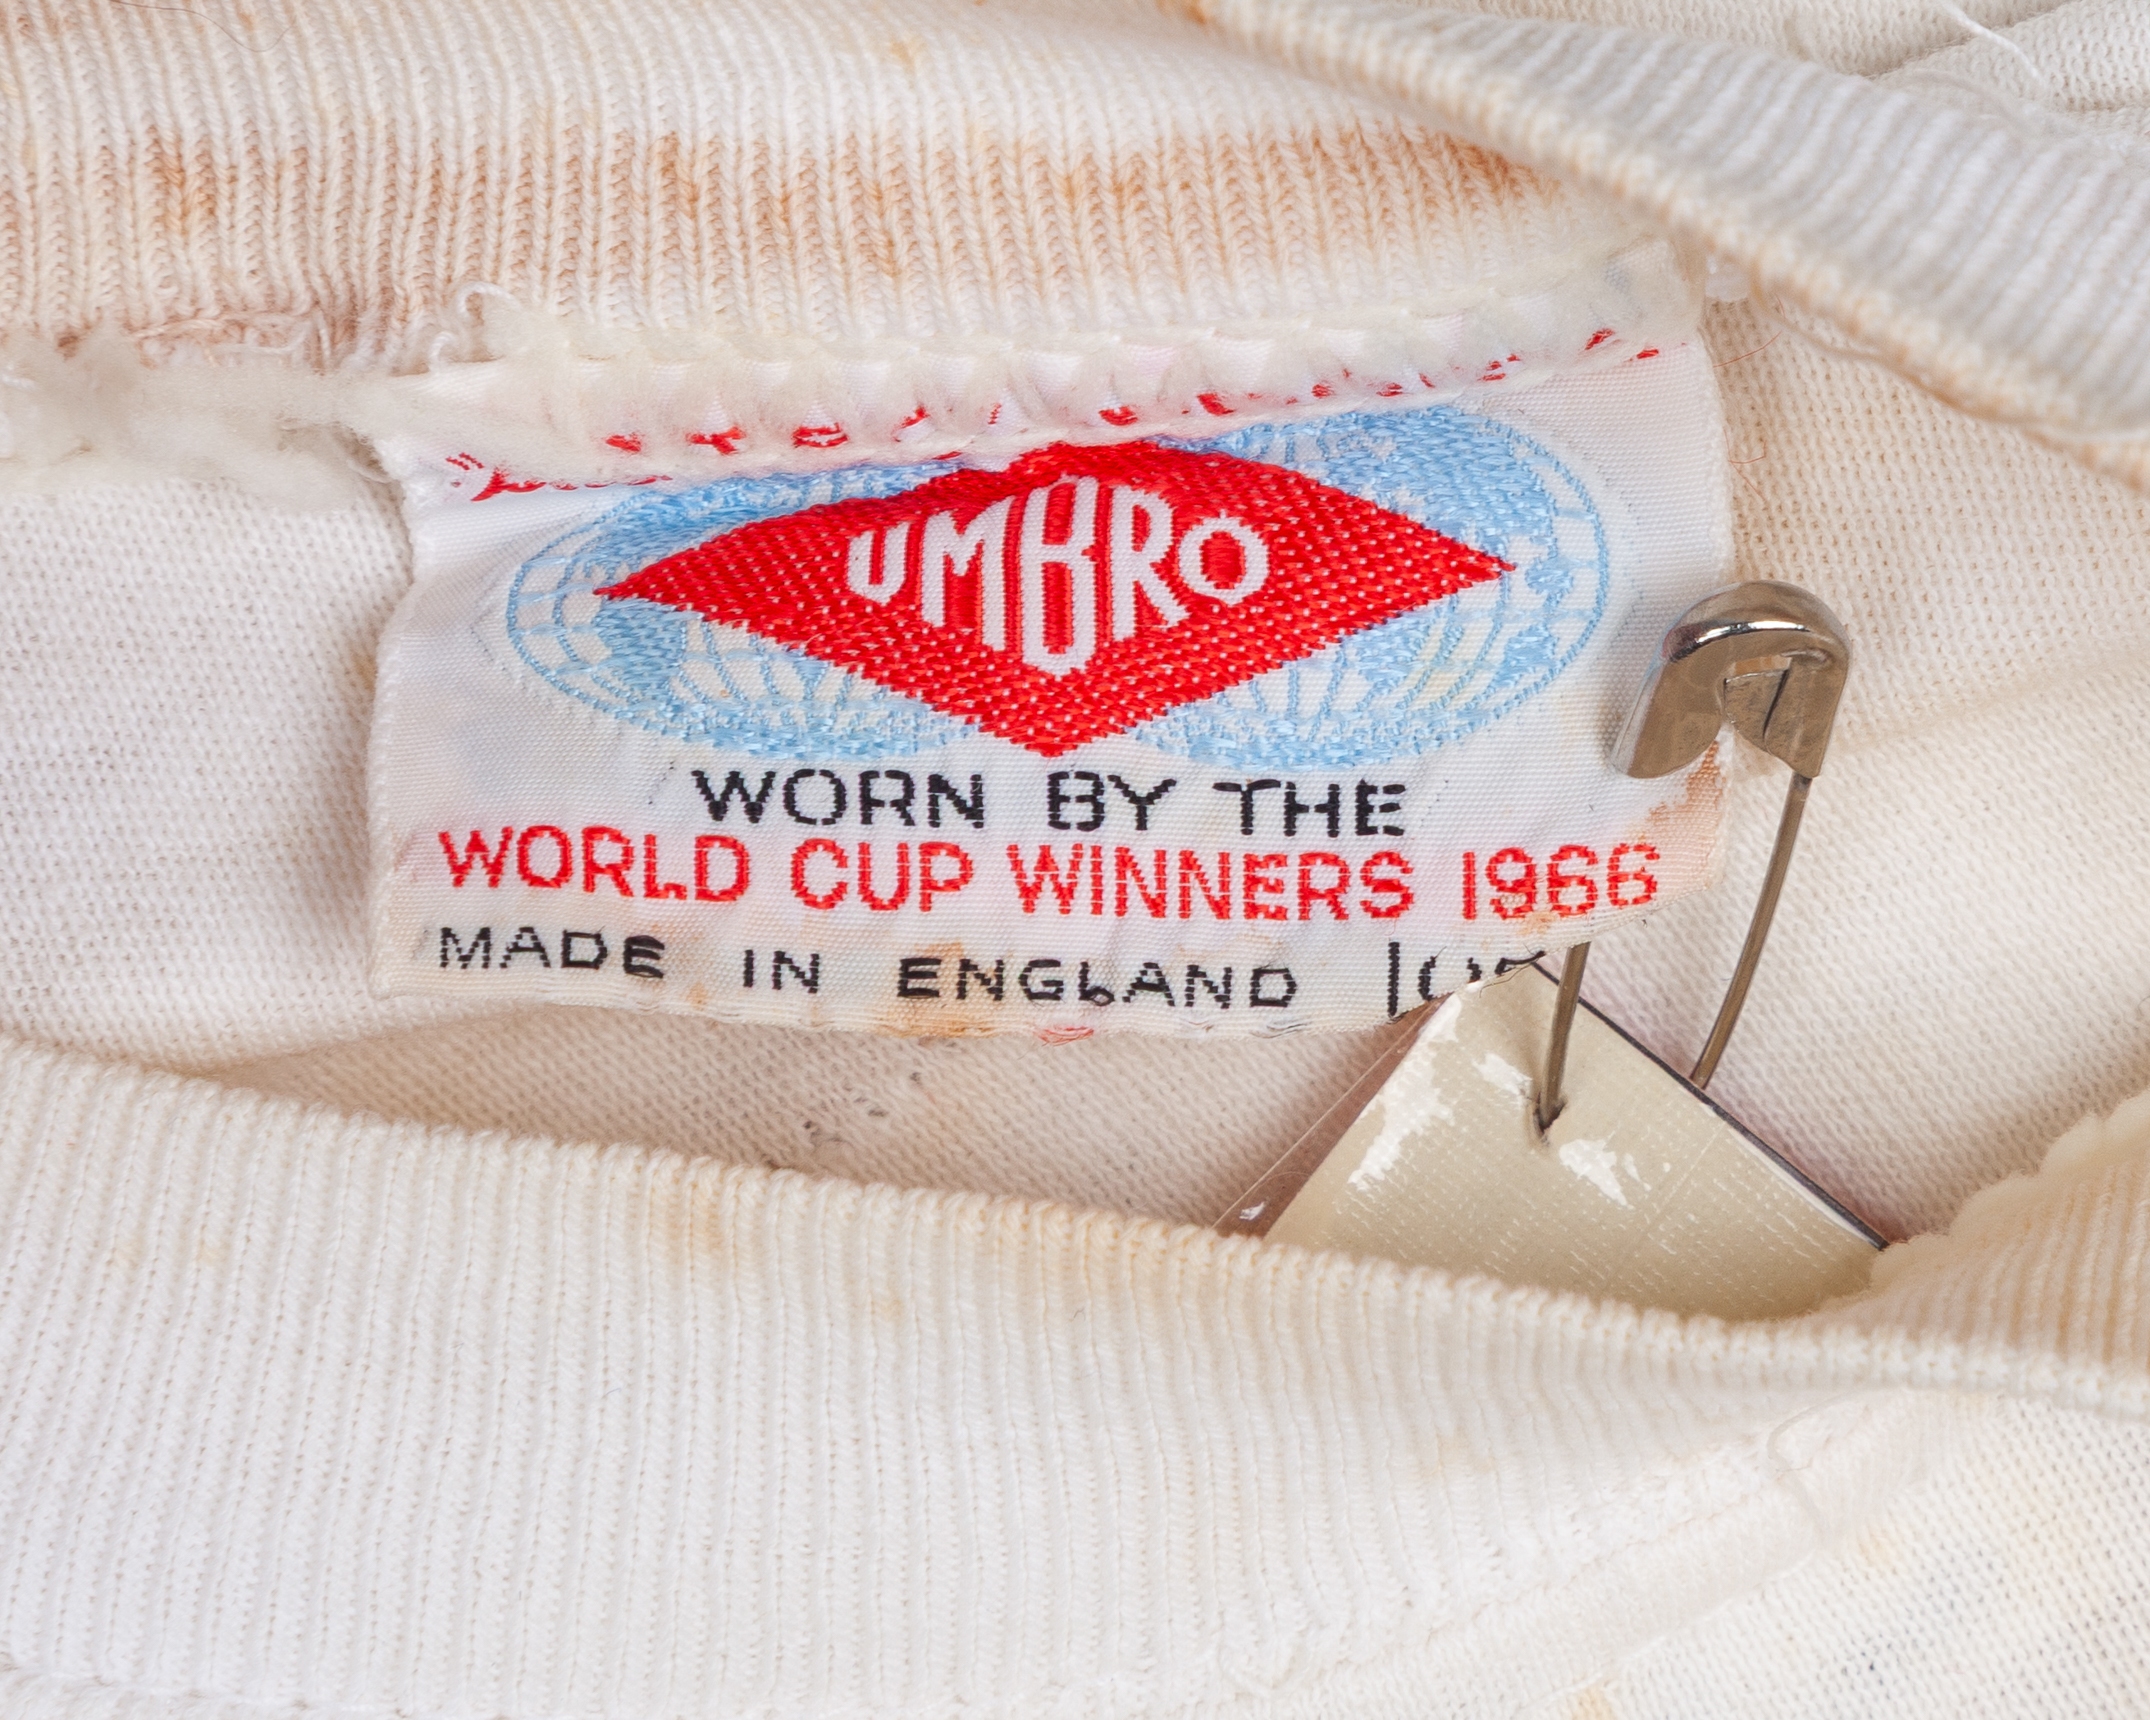 UMBRO
WORN BY THE
WORLD CUP WINNERS 1966
MADE IN ENGLAND